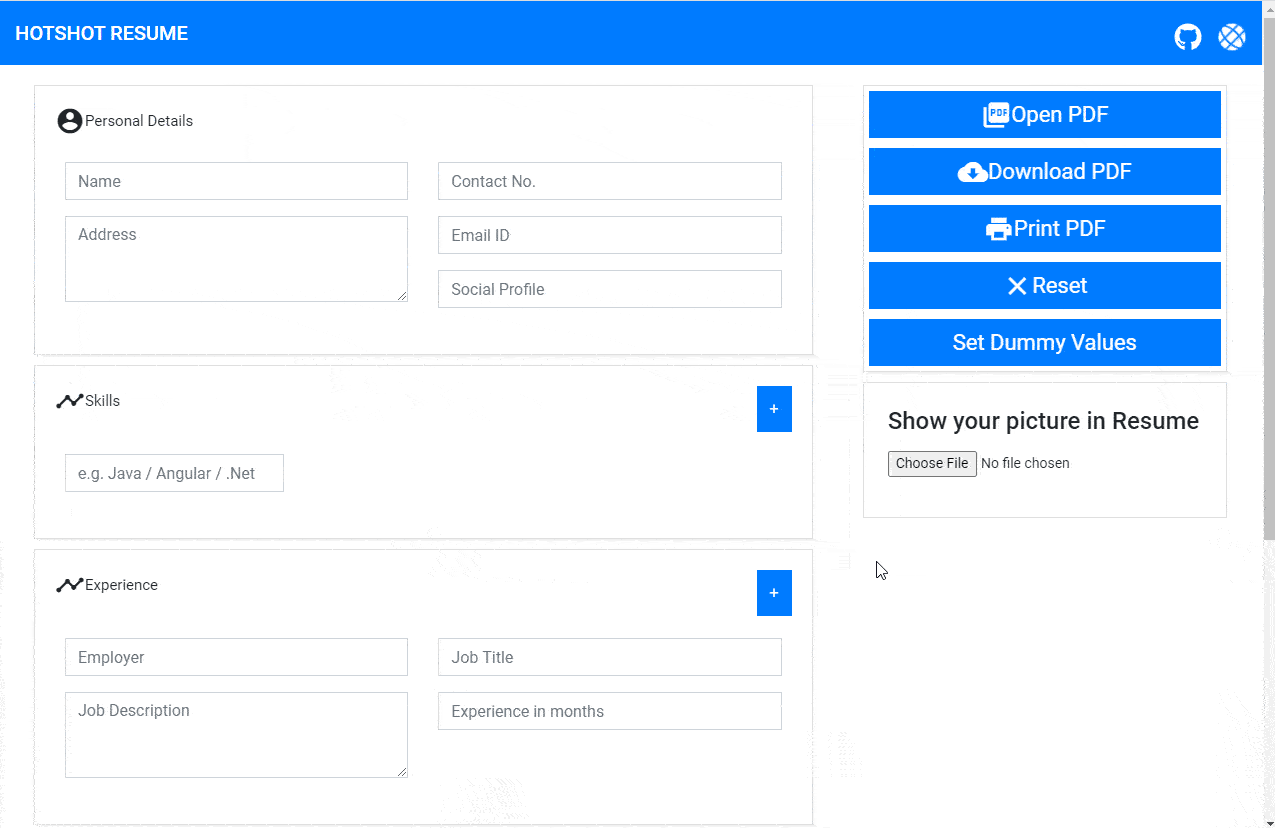 HOTSHOT RESUME
Personal Details
Name
Contact No.
Address
Email ID
Social Profile
Skills
+
e.g. Java / Angular / .Net
Experience
+
Employer
Job Title
Job Description
Experience in months
PDF
Open PDF
Download PDF
Print PDF
Reset
Set Dummy Values
Show your picture in Resume
Choose File No file chosen